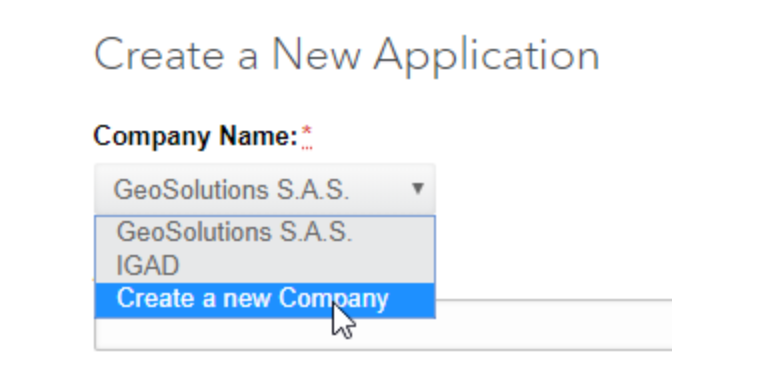 Create a New Application
Company Name:*
GeoSolutions S.A.S.
GeoSolutions S.A.S.
IGAD
Create a new Company